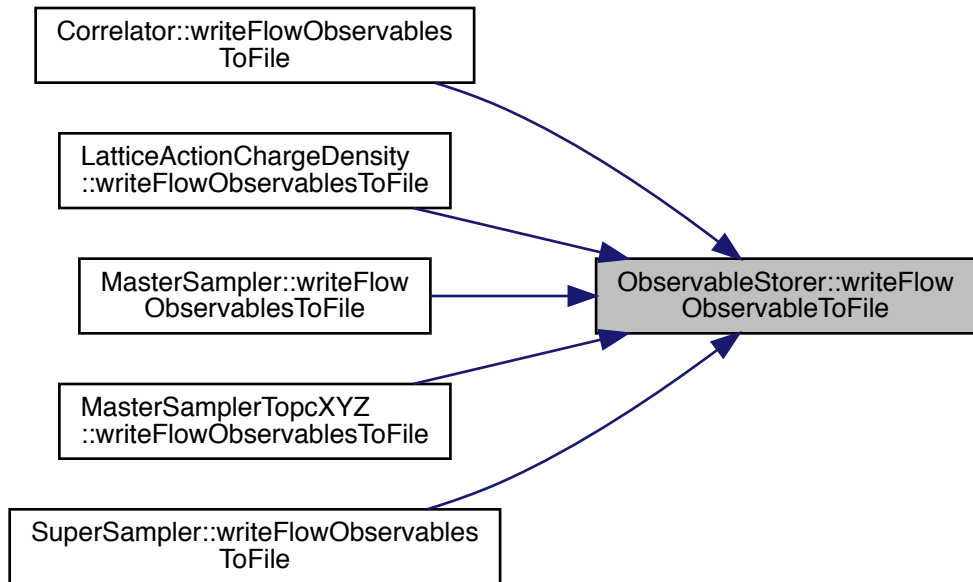 Correlator::writeFlowObservables
ToFile
LatticeActionChargeDensity
::writeFlowObservablesToFile
MasterSampler::writeFlow
ObservablesToFile
ObservableStorer::writeFlow
ObservableToFile
MasterSamplerTopcXYZ
::writeFlowObservablesToFile
SuperSampler::writeFlowObservables
ToFile